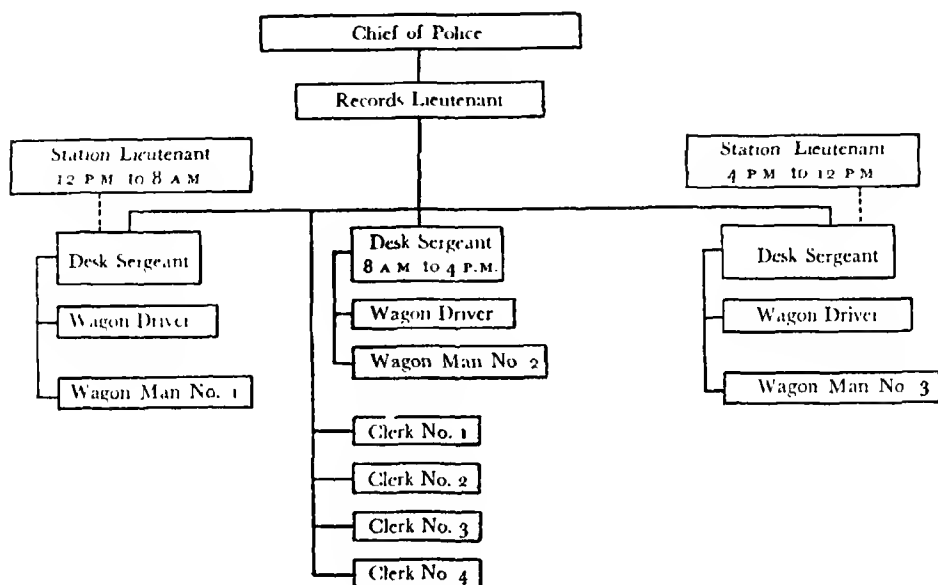 Chief of Police
Records Lieutenant
Station Lieutenant
12 P M to 8 A M
Station Lieutenant
4 P M to 12 P M
Desk Sergeant
Desk Sergeant
8 A M to 4 P.M.
Desk Sergeant
Wagon Driver
Wagon Driver
Wagon Driver
Wagon Man No. 1
Wagon Man No 2
Wagon Man No 3
Clerk No. 1
Clerk No. 2
Clerk No. 3
Clerk No. 4